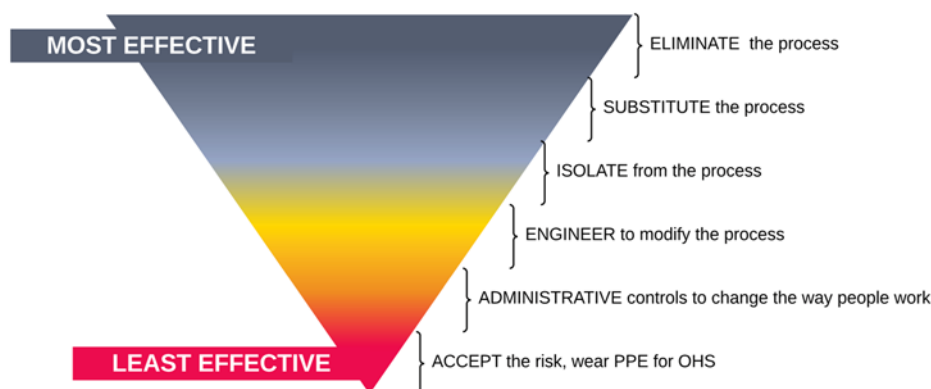 MOST EFFECTIVE
ELIMINATE the process
SUBSTITUTE the process
ISOLATE from the process
ENGINEER to modify the process
ADMINISTRATIVE controls to change the way people work
LEAST EFFECTIVE
ACCEPT the risk, wear PPE for OHS